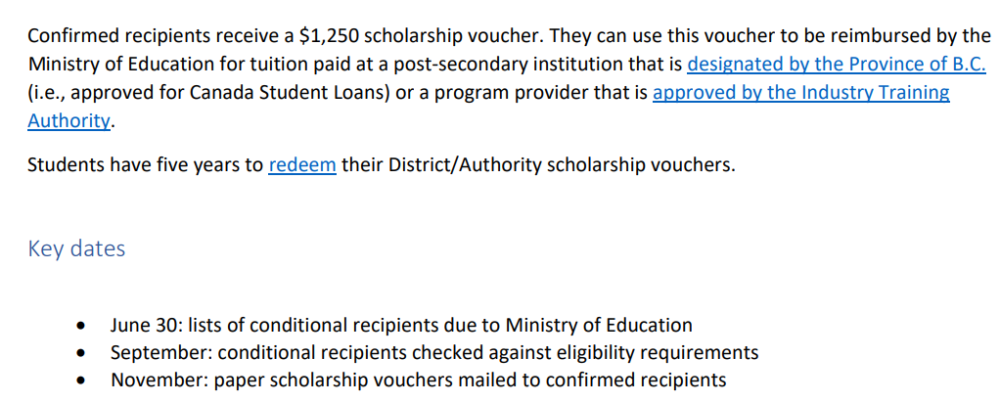 Confirmed recipients receive a $1,250 scholarship voucher. They can use this voucher to be reimbursed by the
Ministry of Education for tuition paid at a post-secondary institution that is designated by the Province of B.C.
(i.e., approved for Canada Student Loans) or a program provider that is approved by the Industry Training
Authority.
Students have five years to redeem their District/Authority scholarship vouchers.
Key dates
• June 30: lists of conditional recipients due to Ministry of Education
• September: conditional recipients checked against eligibility requirements
• November: paper scholarship vouchers mailed to confirmed recipients